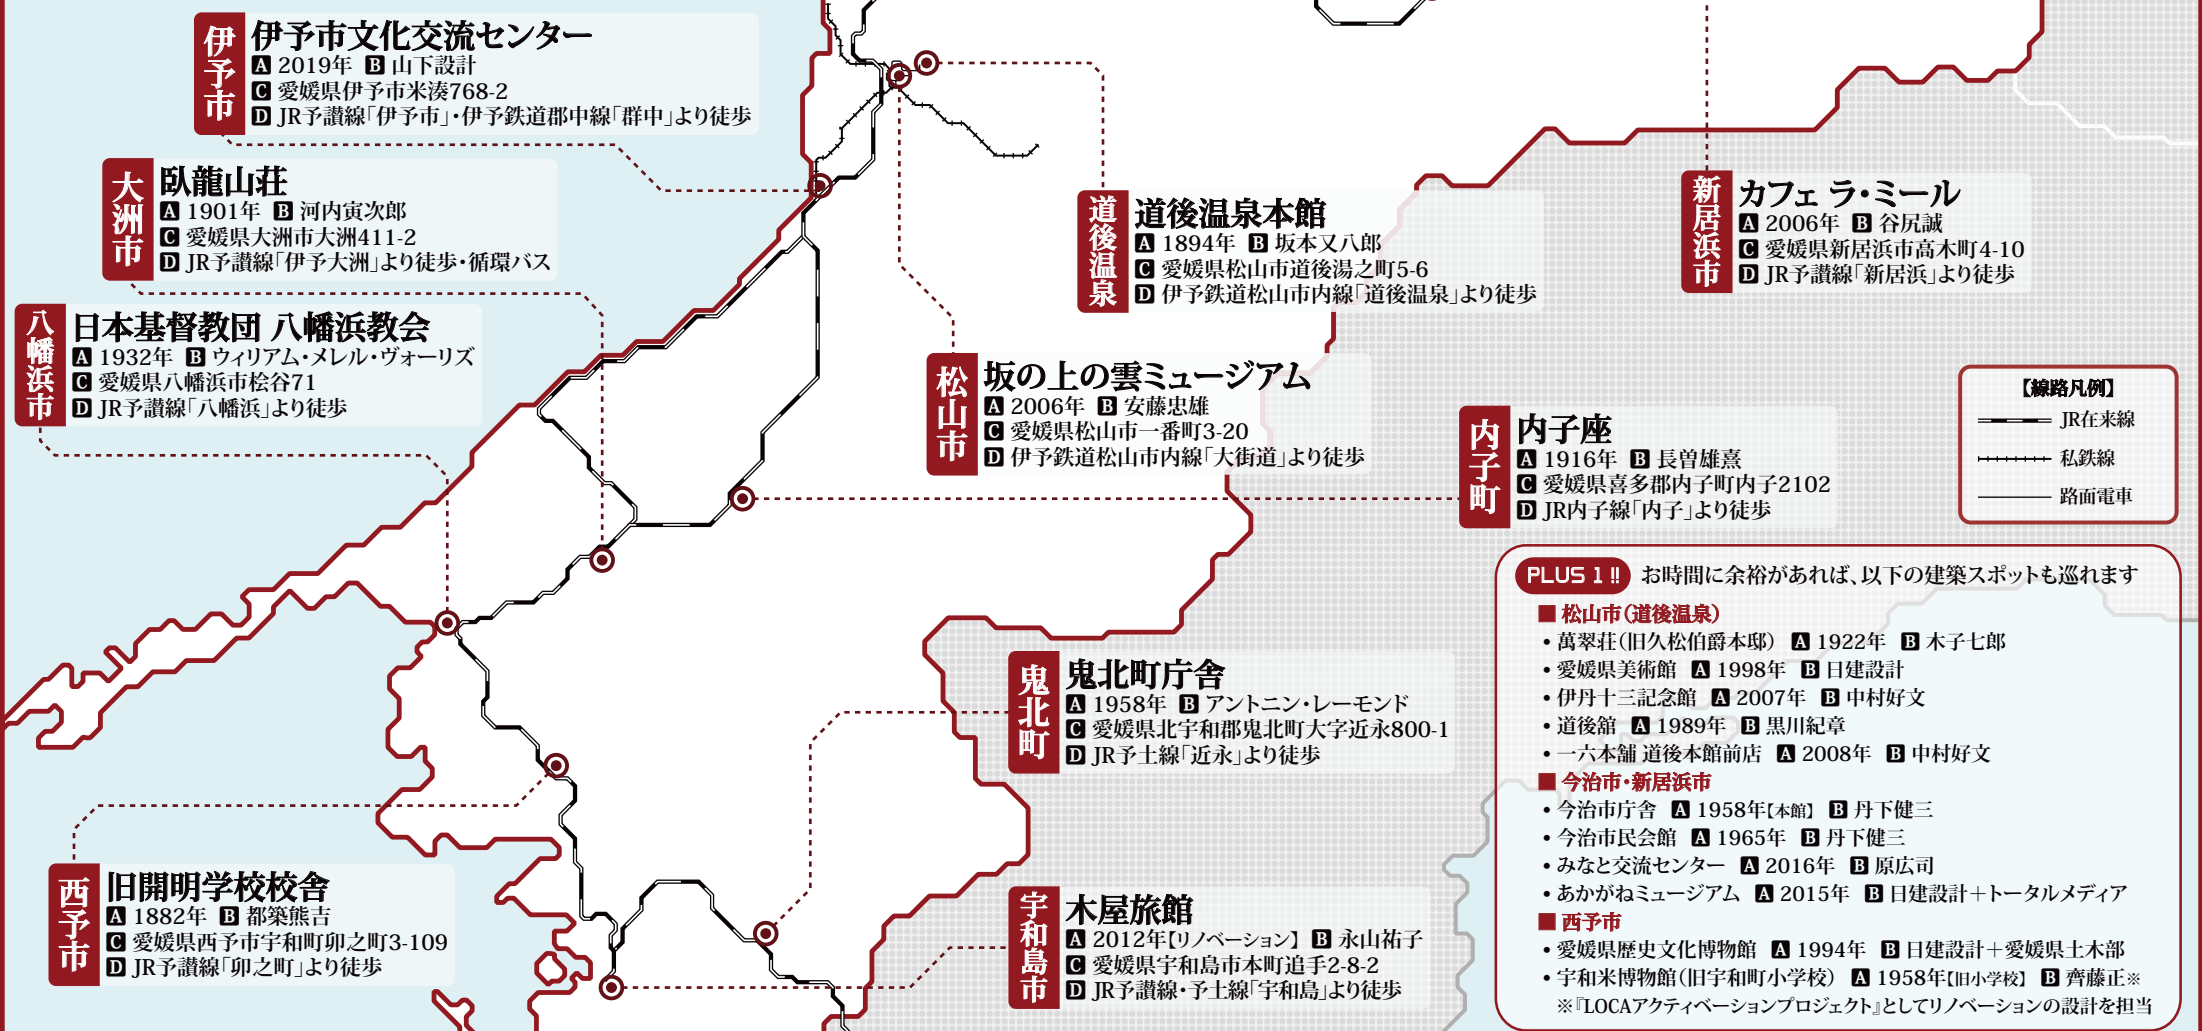 伊予市
伊予市文化交流センター
A 2019年 B 山下設計
C 愛媛県伊予市米湊768-2
D JR予讃線「伊予市」・伊予鉄道郡中線「群中」より徒歩
大洲市
臥龍山荘
A 1901年 B 河内寅次郎
C 愛媛県大洲市大洲411-2
D JR予讃線「伊予大洲」より徒歩・循環バス
八幡浜市
日本基督教団 八幡浜教会
A 1932年 B ウィリアム・メレル・ヴォーリズ
C 愛媛県八幡浜市桧谷71
D JR予讃線「八幡浜」より徒歩
道後温泉
道後温泉本館
A 1894年 B 坂本又八郎
C 愛媛県松山市道後湯之町5-6
D 伊予鉄道松山市内線「道後温泉」より徒歩
新居浜市
カフェ ラ・ミール
A 2006年 B 谷尻誠
C 愛媛県新居浜市高木町4-10
D JR予讃線「新居浜」より徒歩
松山市
坂の上の雲ミュージアム
A 2006年 B 安藤忠雄
C 愛媛県松山市一番町3-20
D 伊予鉄道松山市内線「大街道」より徒歩
内子町
内子座
A 1916年 B 長曽雄熹
C 愛媛県喜多郡内子町内子2102
D JR内子線「内子」より徒歩
【線路凡例】
JR在来線
私鉄線
路面電車
鬼北町
鬼北町庁舎
A 1958年 B アントニン・レーモンド
C 愛媛県北宇和郡鬼北町大字近永800-1
D JR予土線「近永」より徒歩
西予市
旧開明学校校舎
A 1882年 B 都築熊吉
C 愛媛県西予市宇和町卯之町3-109
D JR予讃線「卯之町」より徒歩
宇和島市
木屋旅館
A 2012年【リノベーション】 B 永山祐子
C 愛媛県宇和島市本町追手2-8-2
D JR予讃線・予土線「宇和島」より徒歩
PLUS 1 !! お時間に余裕があれば、以下の建築スポットも巡れます
■ 松山市（道後温泉）
・萬翠荘（旧久松伯爵本邸） A 1922年 B 木子七郎
・愛媛県美術館 A 1998年 B 日建設計
・伊丹十三記念館 A 2007年 B 中村好文
・道後舘 A 1989年 B 黒川紀章
・一六本舗 道後本館前店 A 2008年 B 中村好文
■ 今治市・新居浜市
・今治市庁舎 A 1958年【本館】 B 丹下健三
・今治市民会館 A 1965年 B 丹下健三
・みなと交流センター A 2016年 B 原広司
・あかがねミュージアム A 2015年 B 日建設計＋トータルメディア
■ 西予市
・愛媛県歴史文化博物館 A 1994年 B 日建設計＋愛媛県土木部
・宇和米博物館（旧宇和町小学校） A 1958年【旧小学校】 B 齊藤正※
※『LOCAアクティベーションプロジェクト』としてリノベーションの設計を担当